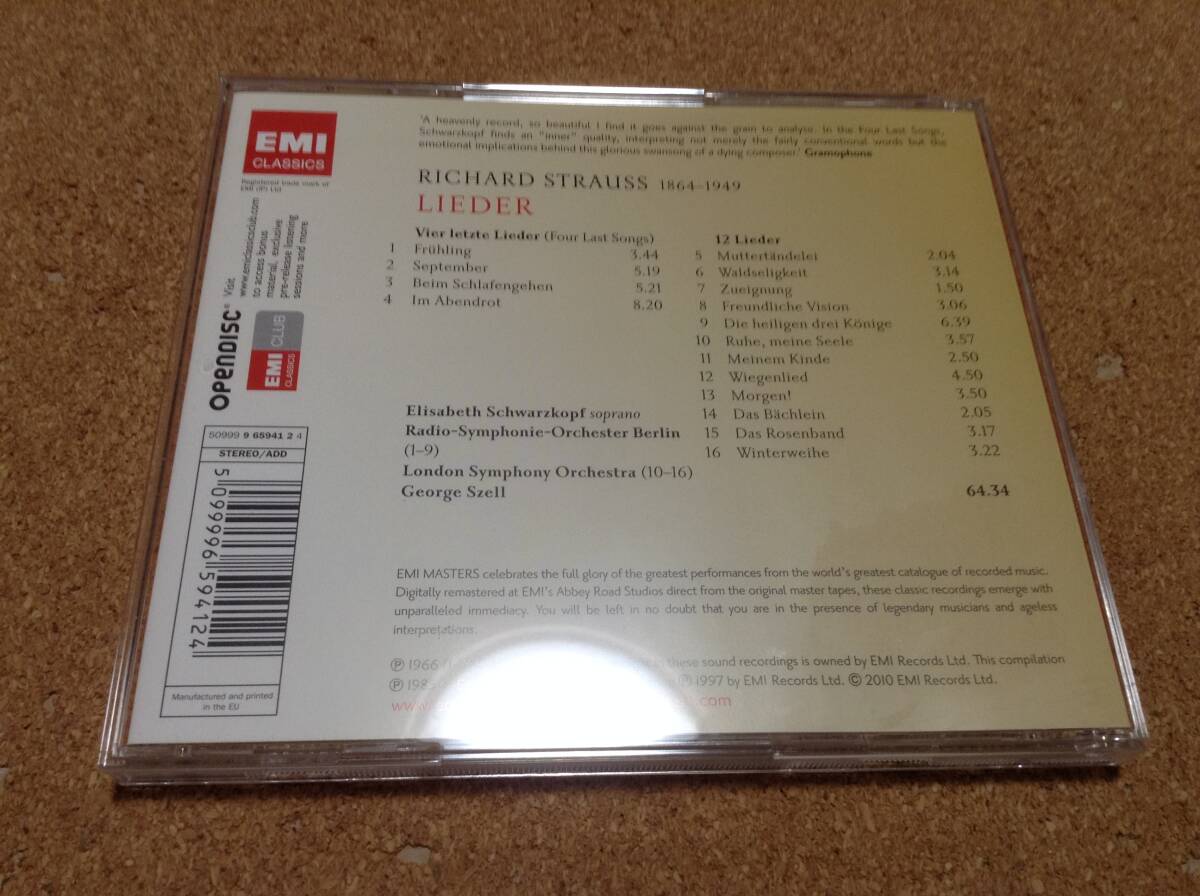 EMI
CLASSICS
Registered trade mark of
EMI (IP) Ltd
'A heavenly record, so beautiful I find it goes against the grain to analyse. In the Four Last Songs,
Schwarzkopf finds an "inner" quality, interpreting not merely the fairly conventional words but the
emotional implications behind this glorious swansong of a dying composer.' Gramophone
RICHARD STRAUSS 1864–1949
LIEDER
Vier letzte Lieder (Four Last Songs)
1 Frühling 3.44
2 September 5.19
3 Beim Schlafengehen 5.21
4 Im Abendrot 8.20
12 Lieder
5 Muttertändelei 2.04
6 Waldseligkeit 3.14
7 Zueignung 1.50
8 Freundliche Vision 3.06
9 Die heiligen drei Könige 6.39
10 Ruhe, meine Seele 3.57
11 Meinem Kinde 2.50
12 Wiegenlied 4.50
13 Morgen! 3.50
14 Das Bächlein 2.05
15 Das Rosenband 3.17
16 Winterweihe 3.22
64.34
Elisabeth Schwarzkopf soprano
Radio-Symphonie-Orchester Berlin
(1–9)
London Symphony Orchestra (10–16)
George Szell
OPENDISC®
Visit
www.emiclassicsclub.com
to access bonus
material, exclusive
pre-release listening
sessions and more
EMI
CLASSICS
CLUB
50999 9 65941 2 4
STEREO/ADD
5 099996 594124
Manufactured and printed
in the EU
EMI MASTERS celebrates the full glory of the greatest performances from the world's greatest catalogue of recorded music.
Digitally remastered at EMI's Abbey Road Studios direct from the original master tapes, these classic recordings emerge with
unparalleled immediacy. You will be left in no doubt that you are in the presence of legendary musicians and ageless
interpretations.
℗ 1966 in these sound recordings is owned by EMI Records Ltd. This compilation
℗ ℗ 1997 by EMI Records Ltd. © 2010 EMI Records Ltd.
www. .com